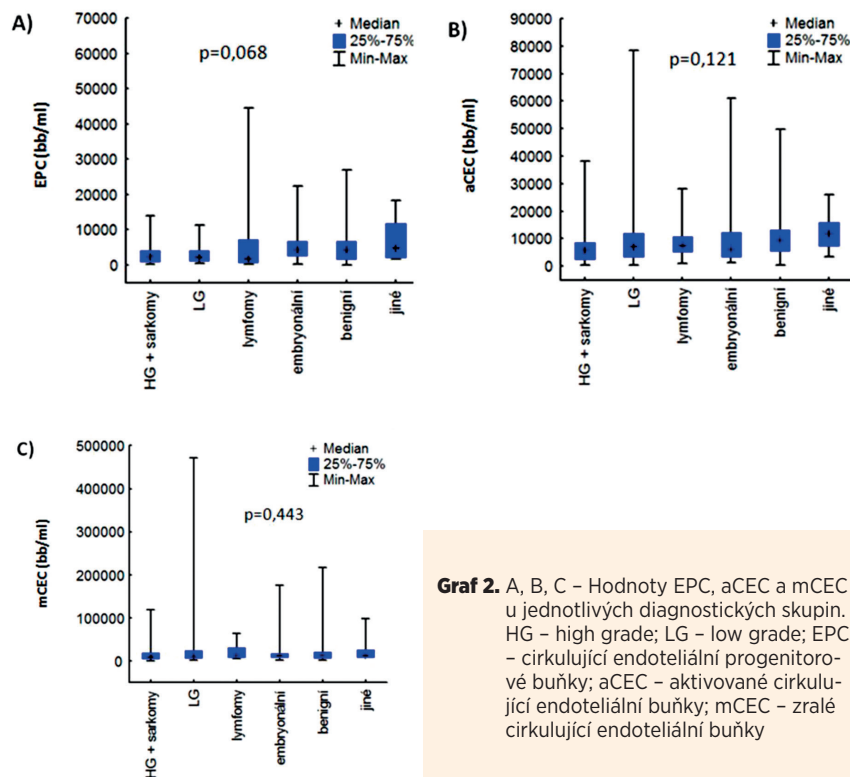 A)
70000
60000
50000
40000
30000
20000
10000
0
EPC (bb/ml)
p=0,068
Median
25%-75%
Min-Max
HG + sarkomy
LG
lymfomy
embryonální
benigní
jiné
B)
90000
80000
70000
60000
50000
40000
30000
20000
10000
0
aCEC (bb/ml)
p=0,121
Median
25%-75%
Min-Max
HG + sarkomy
LG
lymfomy
embryonální
benigní
jiné
C)
500000
400000
300000
200000
100000
0
mCEC (bb/ml)
p=0,443
Median
25%-75%
Min-Max
HG + sarkomy
LG
lymfomy
embryonální
benigní
jiné
Graf 2. A, B, C – Hodnoty EPC, aCEC a mCEC
u jednotlivých diagnostických skupin.
HG – high grade; LG – low grade; EPC
– cirkulující endoteliální progenitoro-
vé buňky; aCEC – aktivované cirkulu-
jící endoteliální buňky; mCEC – zralé
cirkulující endoteliální buňky